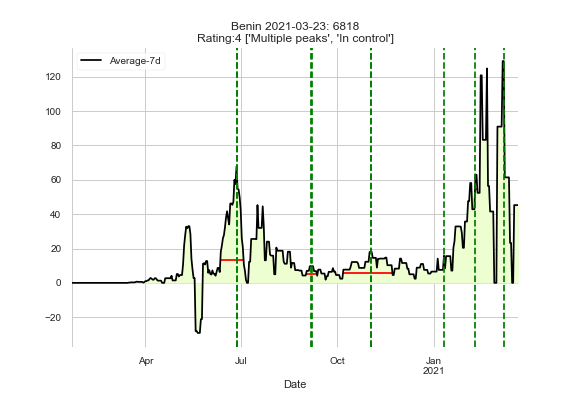 Benin 2021-03-23: 6818
Rating:4 ['Multiple peaks', 'In control']
Average-7d
120
100
80
60
40
20
0
−20
Apr Jul Oct Jan
2021
Date